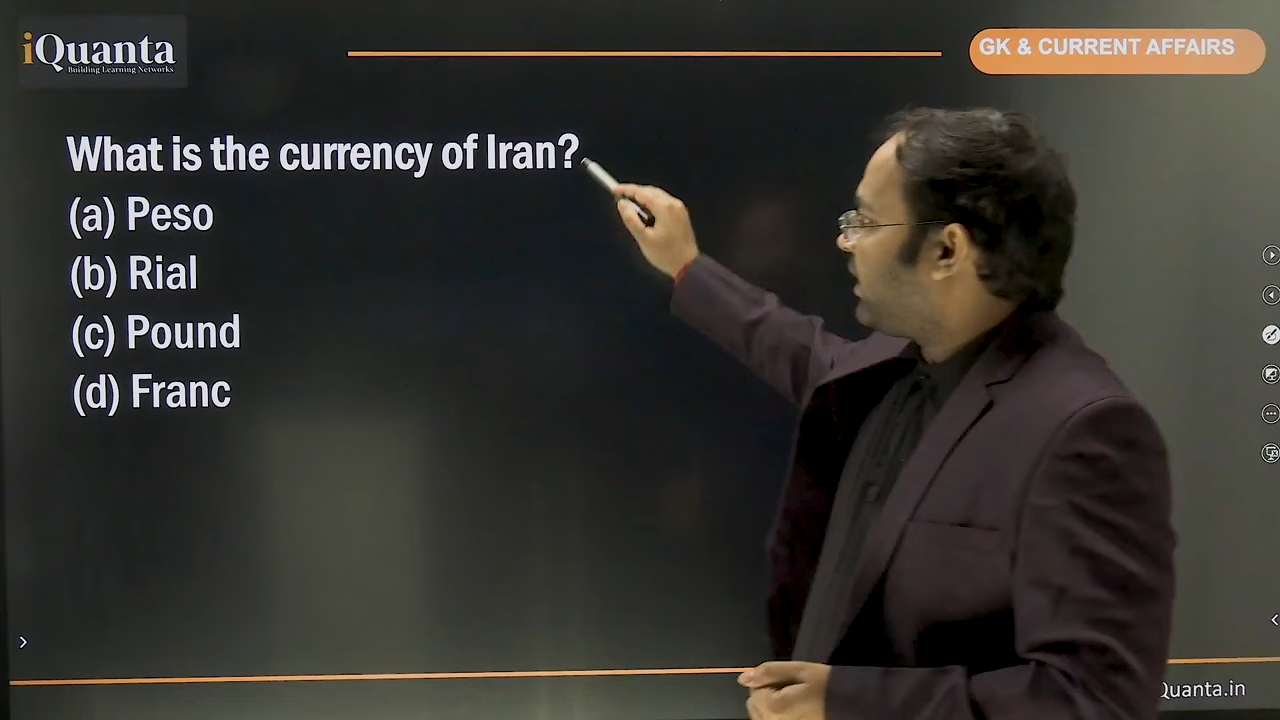 iQuanta
Building Learning Networks
GK & CURRENT AFFAIRS
What is the currency of Iran?
(a) Peso
(b) Rial
(c) Pound
(d) Franc
Quanta.in